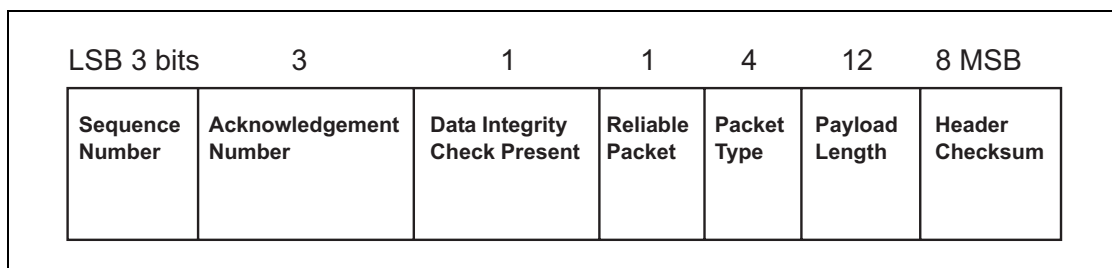 LSB 3 bits 3 1 1 4 12 8 MSB
Sequence Number
Acknowledgement Number
Data Integrity Check Present
Reliable Packet
Packet Type
Payload Length
Header Checksum